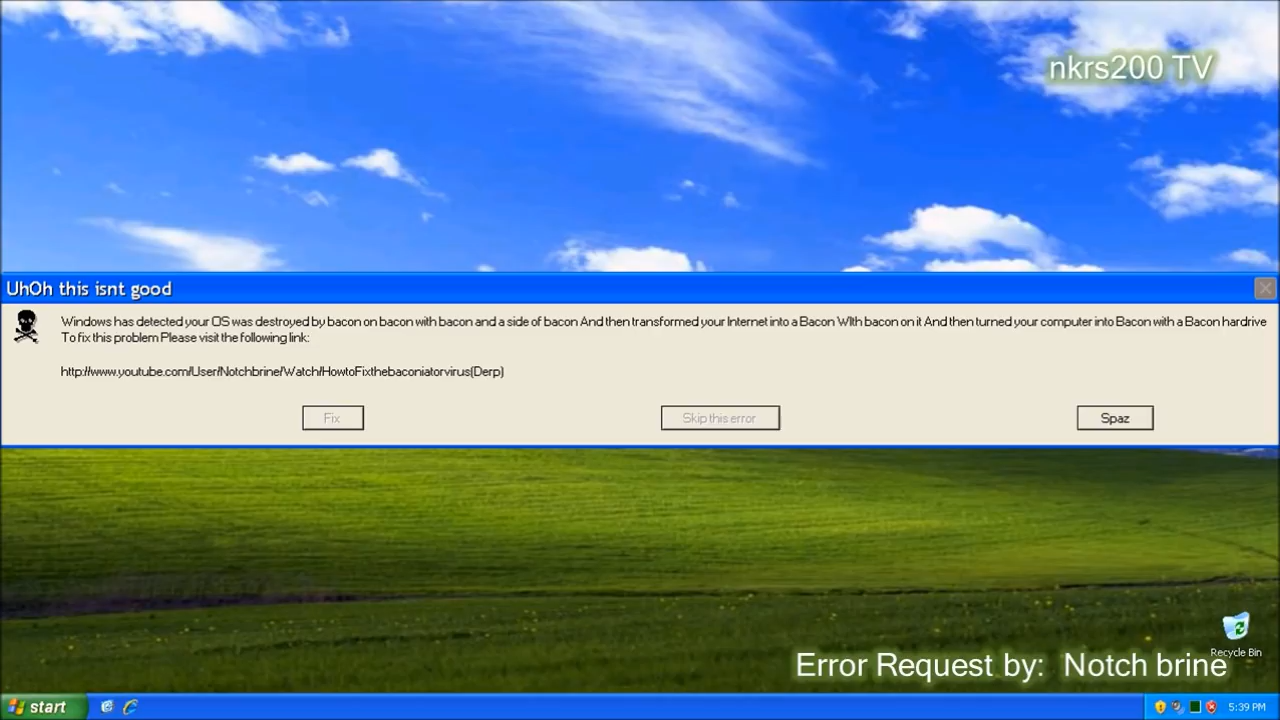 nkrs200 TV
UhOh this isnt good
Windows has detected your OS was destroyed by bacon on bacon with bacon and a side of bacon And then transformed your Internet into a Bacon WIth bacon on it And then turned your computer into Bacon with a Bacon hardrive
To fix this problem Please visit the following link:
http://www.youtube.com/User/Notchbrine/Watch/HowtoFixthebaconiatorvirus(Derp)
Fix
Skip this error
Spaz
Recycle Bin
Error Request by: Notch brine
start
5:39 PM